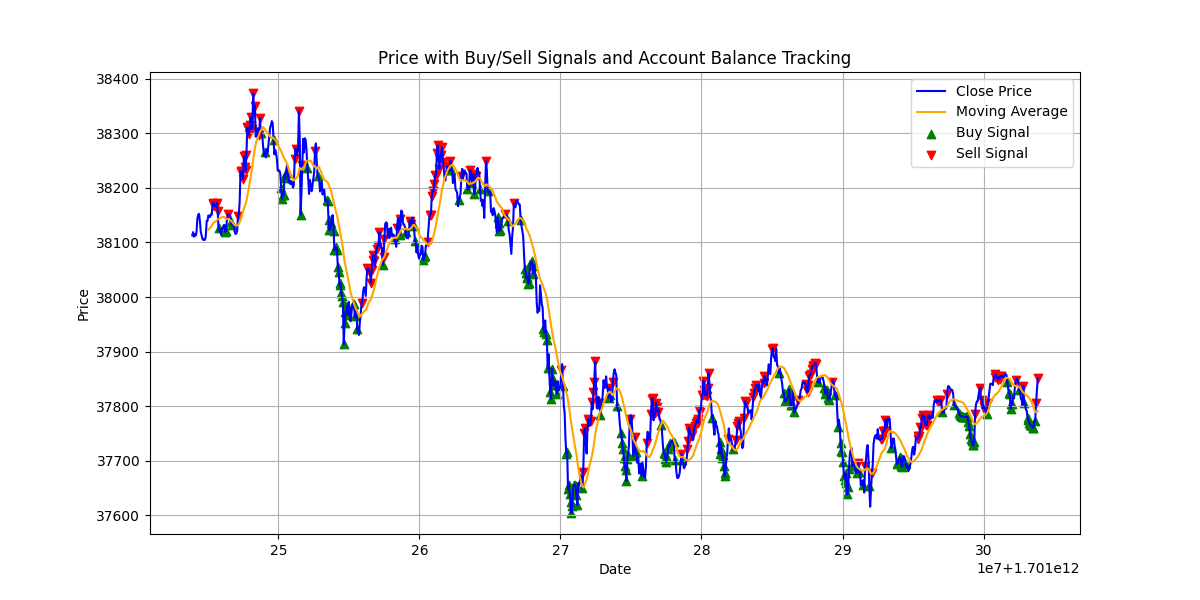 Price with Buy/Sell Signals and Account Balance Tracking
38400
38300
38200
38100
38000
37900
37800
37700
37600
Price
Close Price
Moving Average
Buy Signal
Sell Signal
25 26 27 28 29 30
Date
1e7+1.701e12